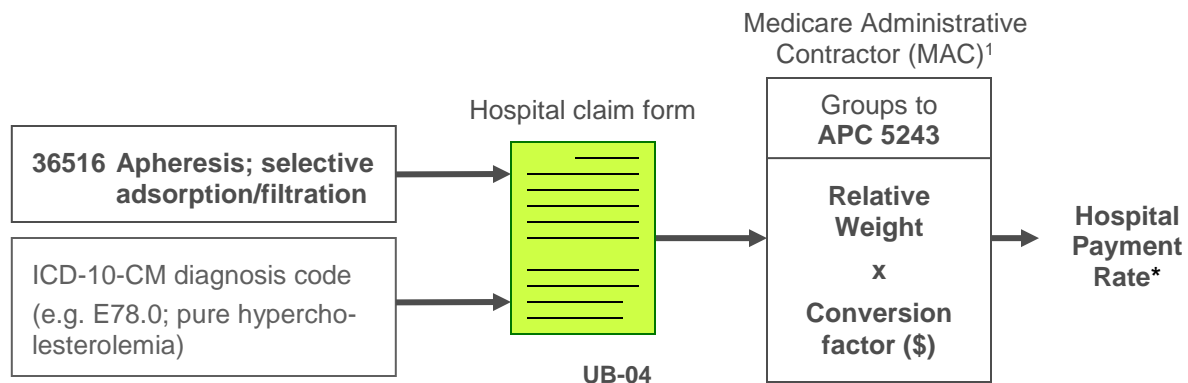 Medicare Administrative
Contractor (MAC)1
Hospital claim form
36516 Apheresis; selective
adsorption/filtration
ICD-10-CM diagnosis code
(e.g. E78.0; pure hypercho-
lesterolemia)
UB-04
Groups to
APC 5243
Relative
Weight
x
Conversion
factor ($)
Hospital
Payment
Rate*